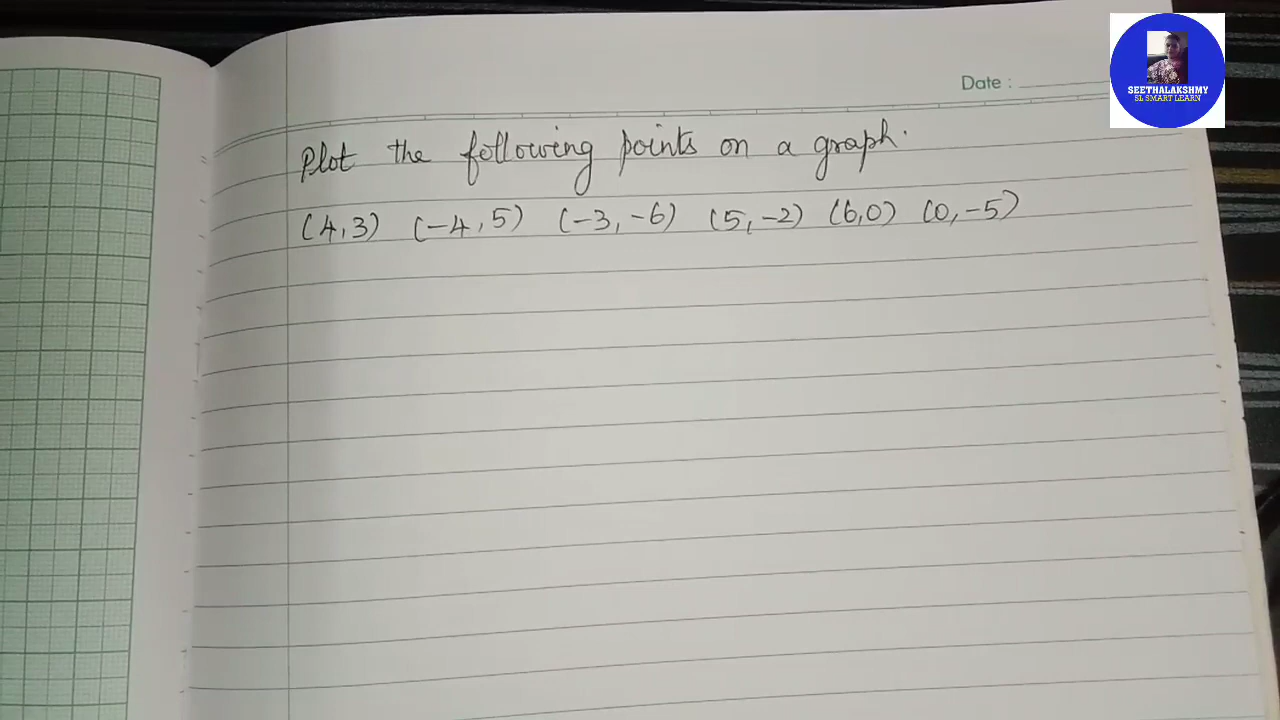 Date :
SEETHALAKSHMY
SL SMART LEARN
Plot the following points on a graph.
(4,3) (-4,5) (-3,-6) (5,-2) (6,0) (0,-5)